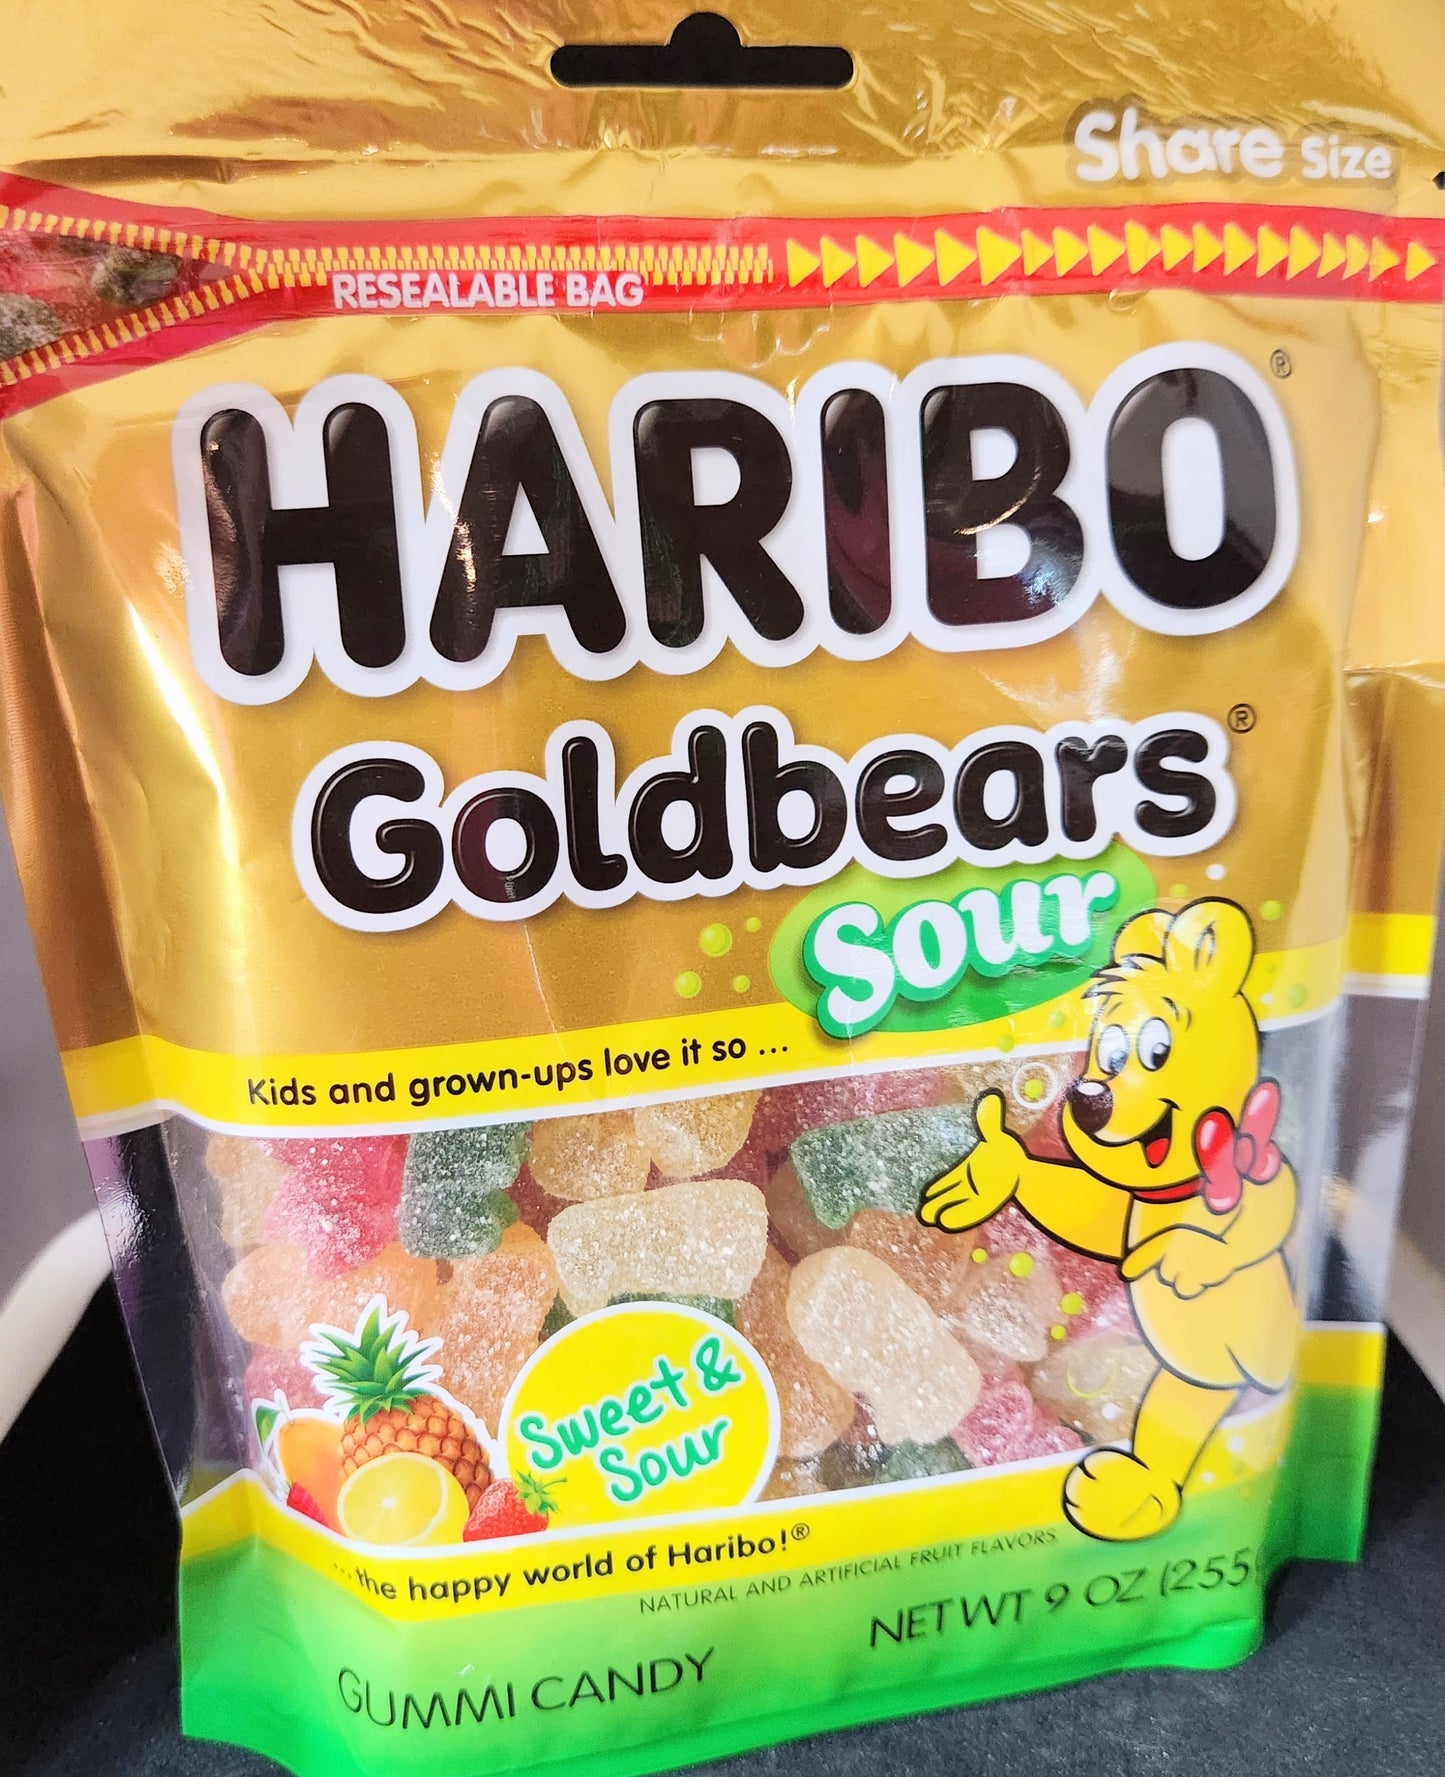 Share Size
RESEALABLE BAG
HARIBO®
Goldbears®
Sour
Kids and grown-ups love it so ...
Sweet &
Sour
...the happy world of Haribo!®
NATURAL AND ARTIFICIAL FRUIT FLAVORS
NET WT 9 OZ (255
GUMMI CANDY